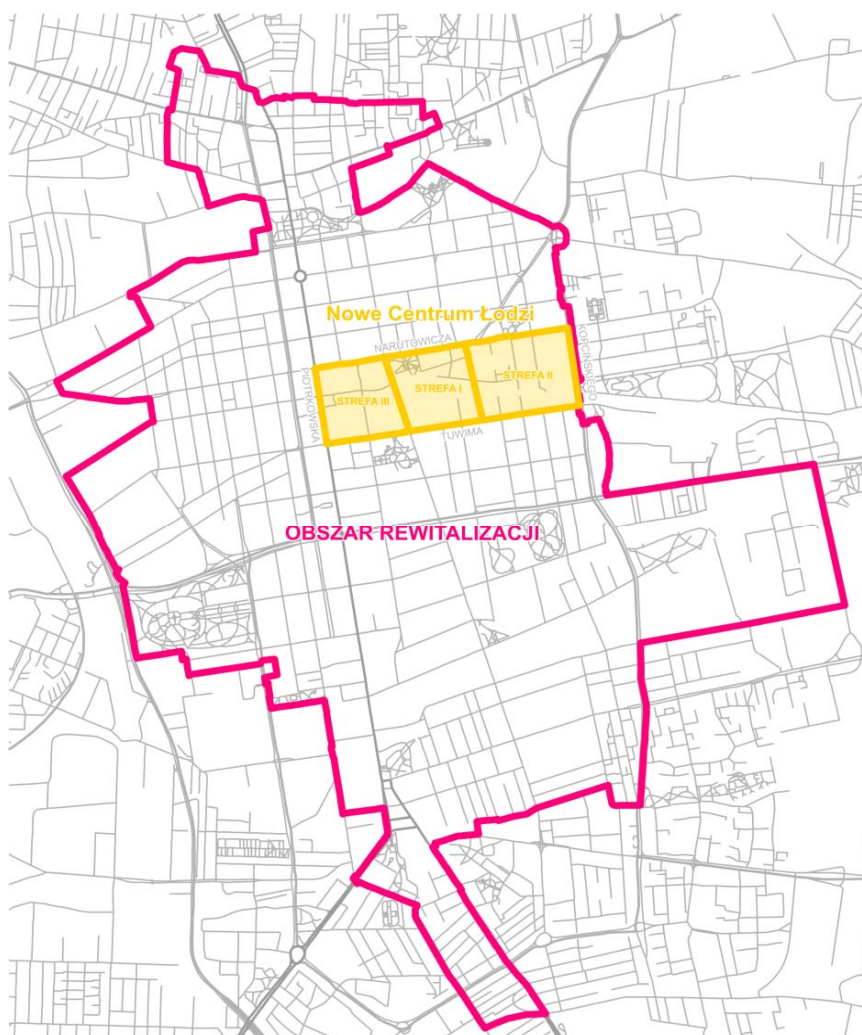 Nowe Centrum Łodzi
NARUTOWICZA
KOPCIŃSKIEGO
PIOTRKOWSKA
STREFA III
STREFA I
STREFA II
TUWIMA
OBSZAR REWITALIZACJI